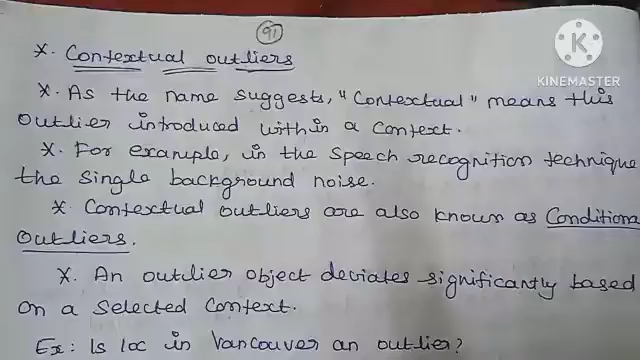 91
*. Contextual outliers
*. As the name suggests, "Contextual" means this
outlier introduced within a context.
*. For example, in the speech recognition technique
the single background noise.
*. Contextual outliers are also known as Conditiona
Outliers.
*. An outlier object deviates significantly based
on a selected context.
Ex: Is 10c in Vancouver an outlier?
K
KINEMASTER